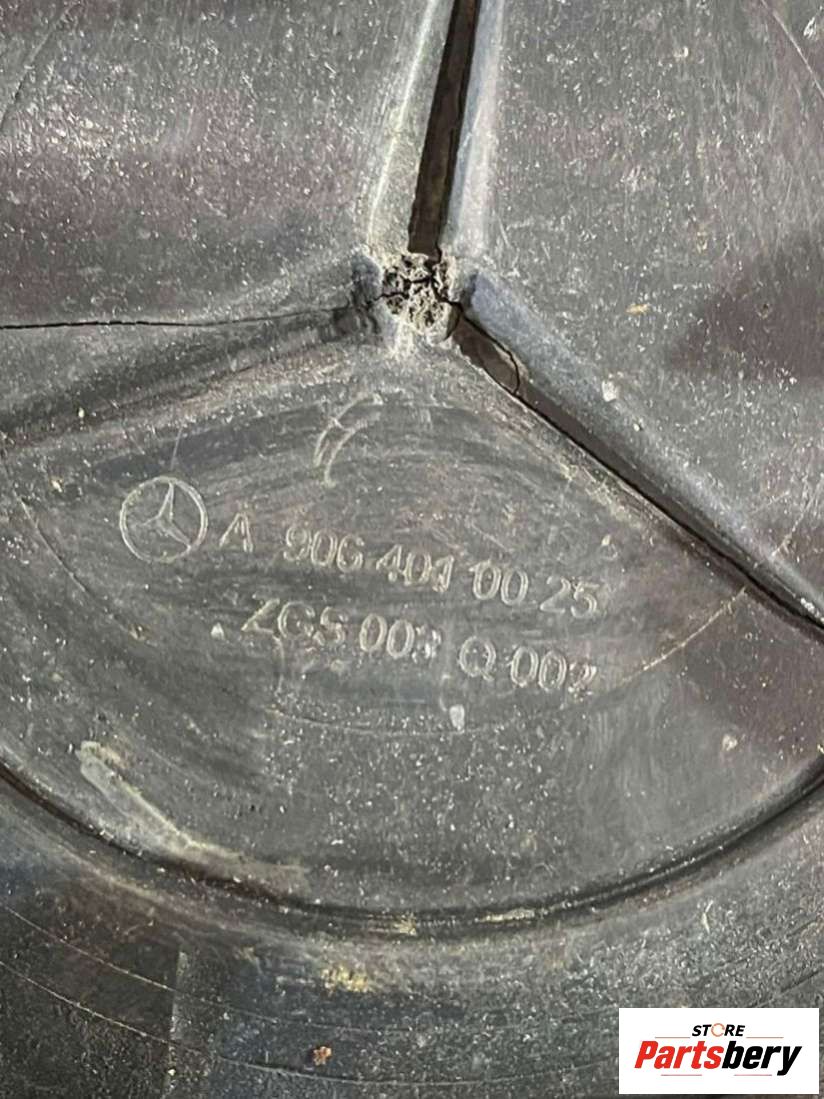 A 906 401 00 25
ZGS 003 Q 002
STORE
Partsbery